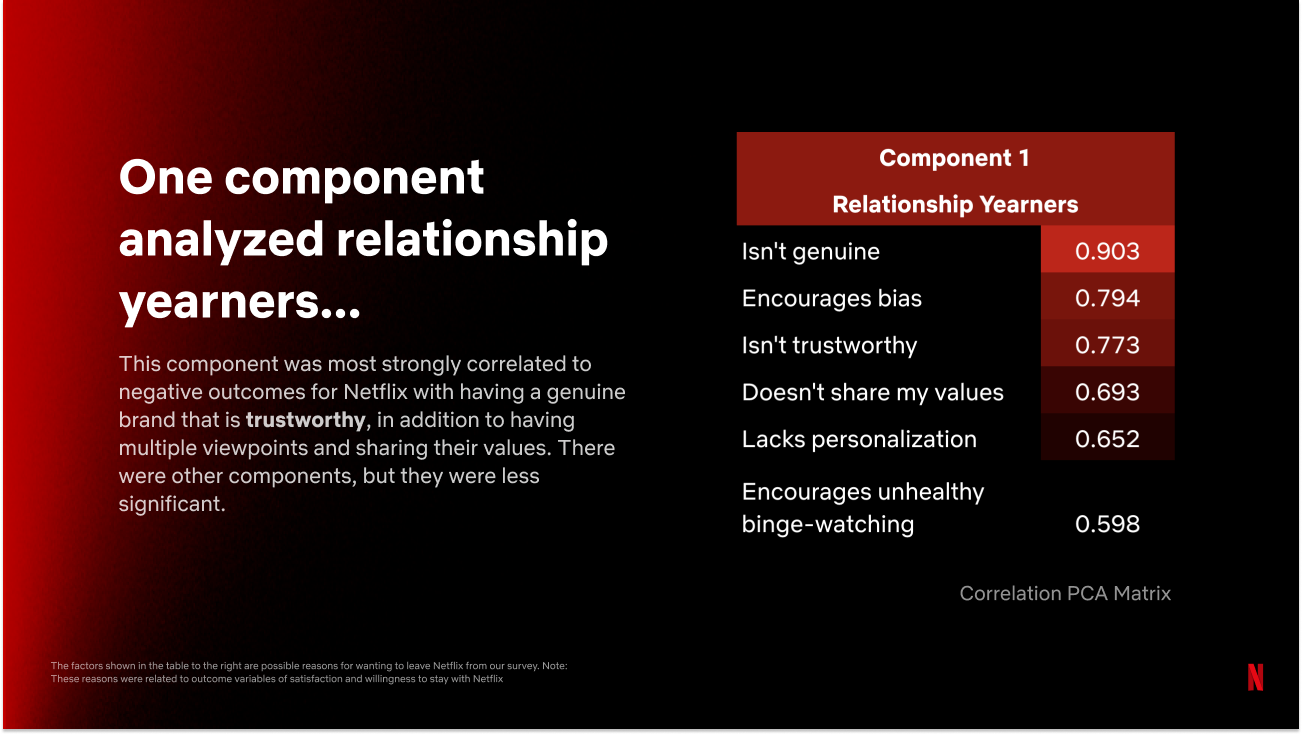 One component
analyzed relationship
yearners...
This component was most strongly correlated to
negative outcomes for Netflix with having a genuine
brand that is trustworthy, in addition to having
multiple viewpoints and sharing their values. There
were other components, but they were less
significant.
Component 1
Relationship Yearners
Isn't genuine 0.903
Encourages bias 0.794
Isn't trustworthy 0.773
Doesn't share my values 0.693
Lacks personalization 0.652
Encourages unhealthy
binge-watching 0.598
Correlation PCA Matrix
The factors shown in the table to the right are possible reasons for wanting to leave Netflix from our survey. Note:
These reasons were related to outcome variables of satisfaction and willingness to stay with Netflix
N